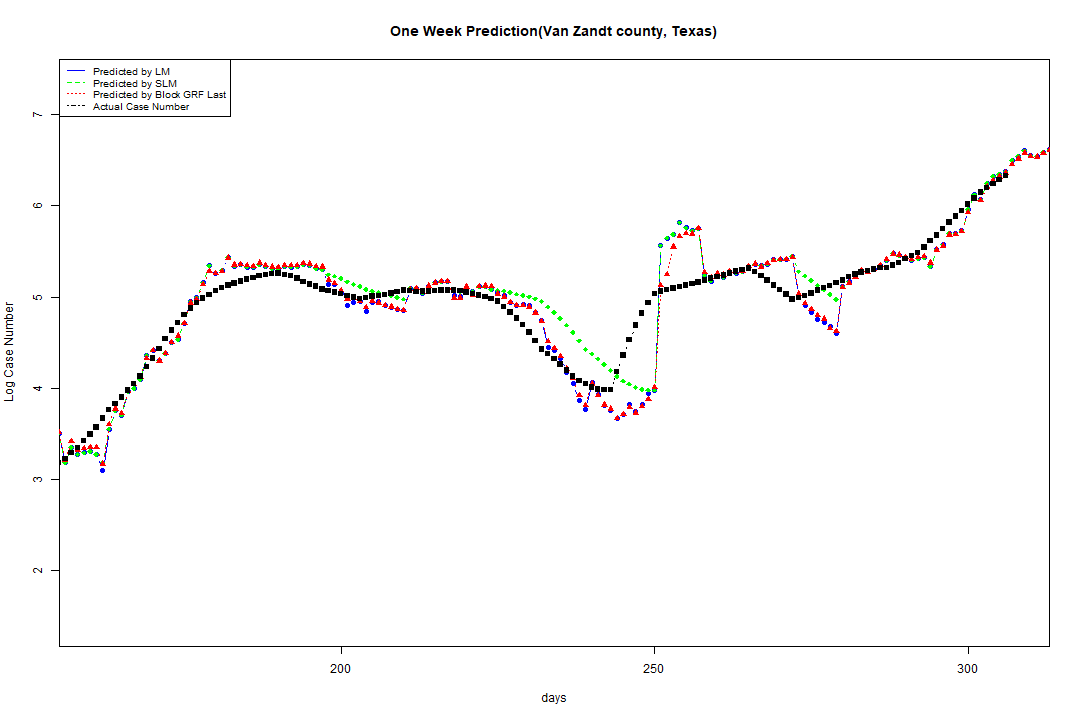 One Week Prediction(Van Zandt county, Texas)
Predicted by LM
Predicted by SLM
Predicted by Block GRF Last
Actual Case Number
Log Case Number
7
6
5
4
3
2
200 250 300
days